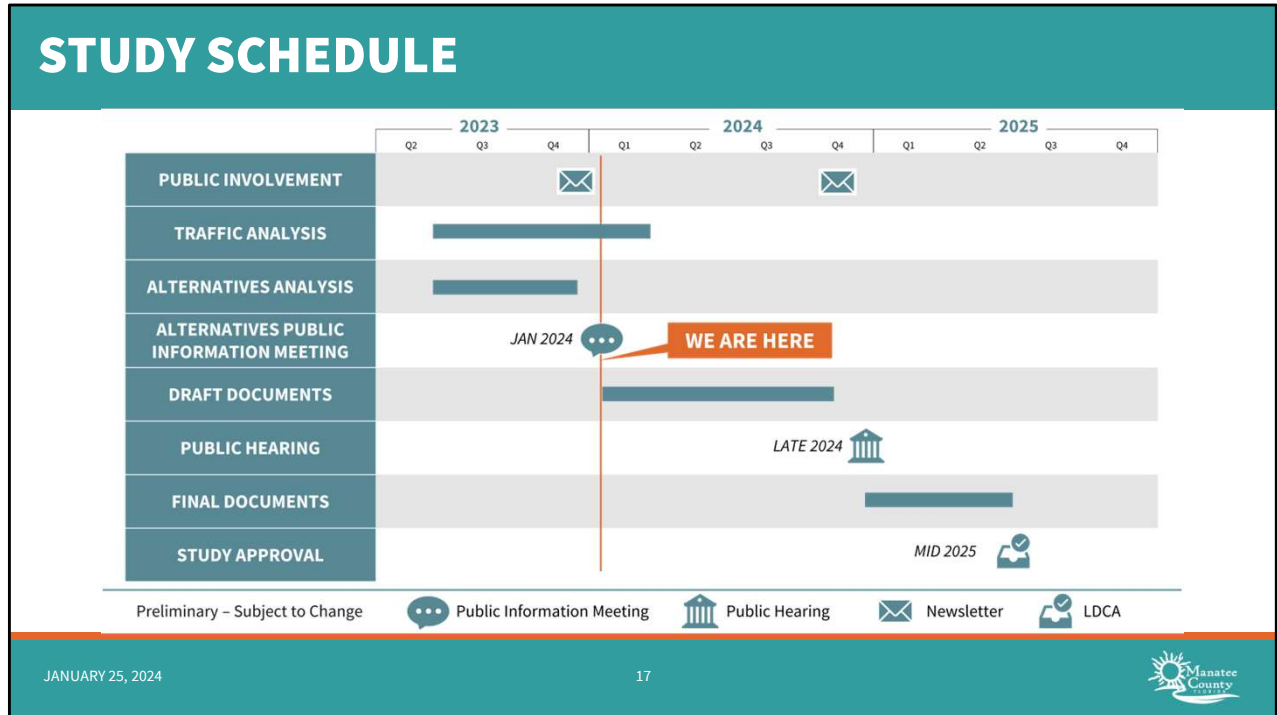 STUDY SCHEDULE
2023 2024 2025
Q2 Q3 Q4 Q1 Q2 Q3 Q4 Q1 Q2 Q3 Q4
PUBLIC INVOLVEMENT
TRAFFIC ANALYSIS
ALTERNATIVES ANALYSIS
ALTERNATIVES PUBLIC
INFORMATION MEETING
JAN 2024
WE ARE HERE
DRAFT DOCUMENTS
PUBLIC HEARING
LATE 2024
FINAL DOCUMENTS
STUDY APPROVAL
MID 2025
Preliminary – Subject to Change
Public Information Meeting
Public Hearing
Newsletter
LDCA
JANUARY 25, 2024
17
Manatee
County
FLORIDA